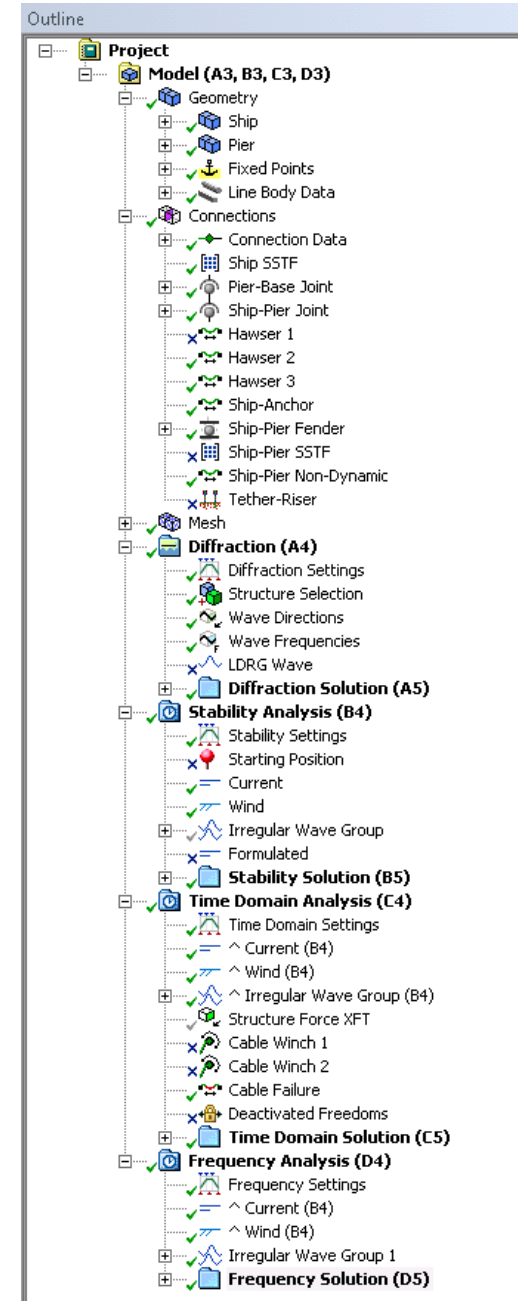 Outline
Project
Model (A3, B3, C3, D3)
Geometry
Ship
Pier
Fixed Points
Line Body Data
Connections
Connection Data
Ship SSTF
Pier-Base Joint
Ship-Pier Joint
Hawser 1
Hawser 2
Hawser 3
Ship-Anchor
Ship-Pier Fender
Ship-Pier SSTF
Ship-Pier Non-Dynamic
Tether-Riser
Mesh
Diffraction (A4)
Diffraction Settings
Structure Selection
Wave Directions
Wave Frequencies
LDRG Wave
Diffraction Solution (A5)
Stability Analysis (B4)
Stability Settings
Starting Position
Current
Wind
Irregular Wave Group
Formulated
Stability Solution (B5)
Time Domain Analysis (C4)
Time Domain Settings
^ Current (B4)
^ Wind (B4)
^ Irregular Wave Group (B4)
Structure Force XFT
Cable Winch 1
Cable Winch 2
Cable Failure
Deactivated Freedoms
Time Domain Solution (C5)
Frequency Analysis (D4)
Frequency Settings
^ Current (B4)
^ Wind (B4)
Irregular Wave Group 1
Frequency Solution (D5)